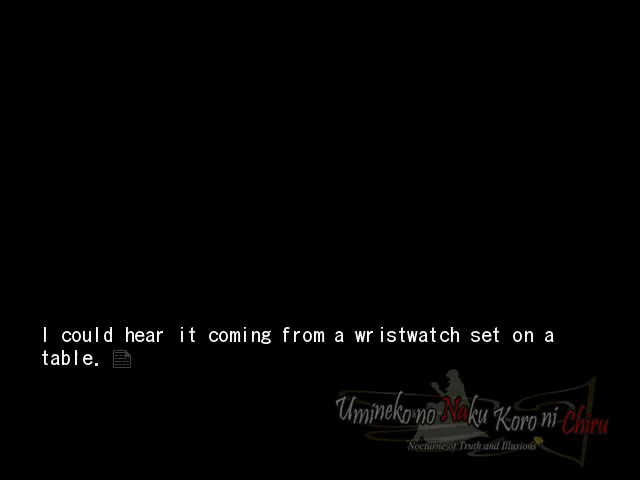 I could hear it coming from a wristwatch set on a
table.
Umineko no Naku Koro ni Chiru
Nocturne of Truth and Illusions